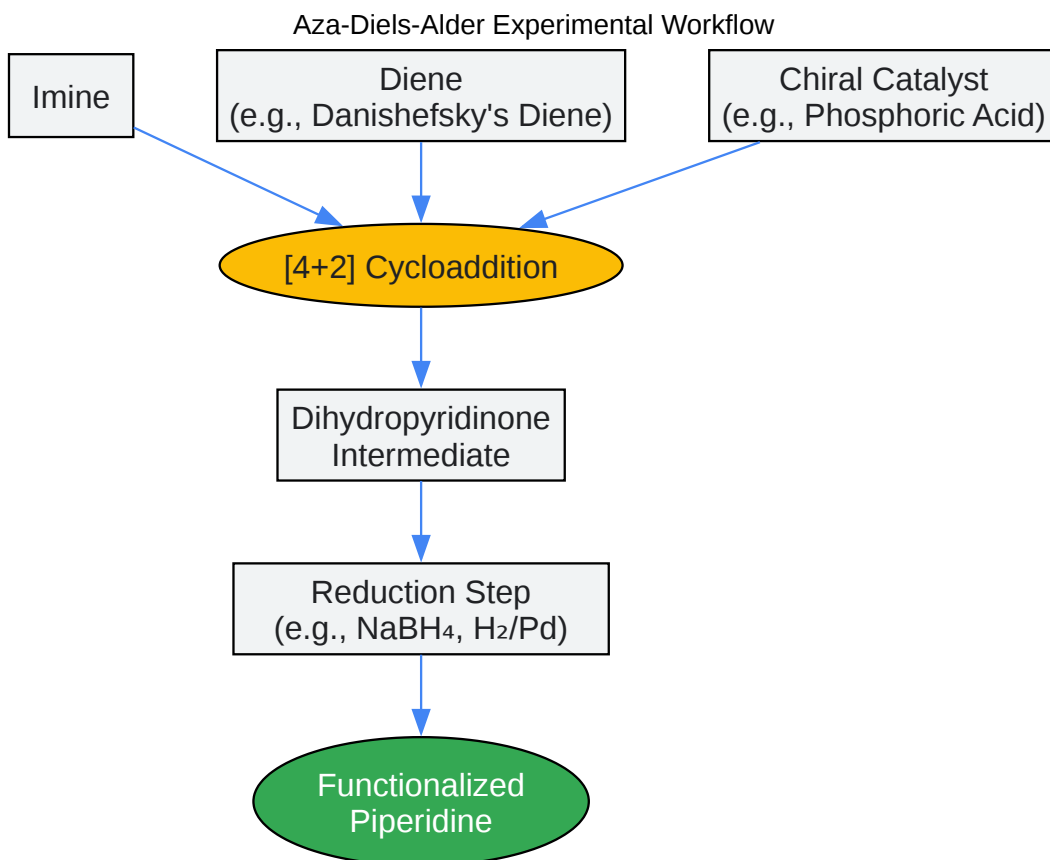 Aza-Diels-Alder Experimental Workflow
Imine
Diene
(e.g., Danishefsky's Diene)
Chiral Catalyst
(e.g., Phosphoric Acid)
[4+2] Cycloaddition
Dihydropyridinone
Intermediate
Reduction Step
(e.g., NaBH₄, H₂/Pd)
Functionalized
Piperidine